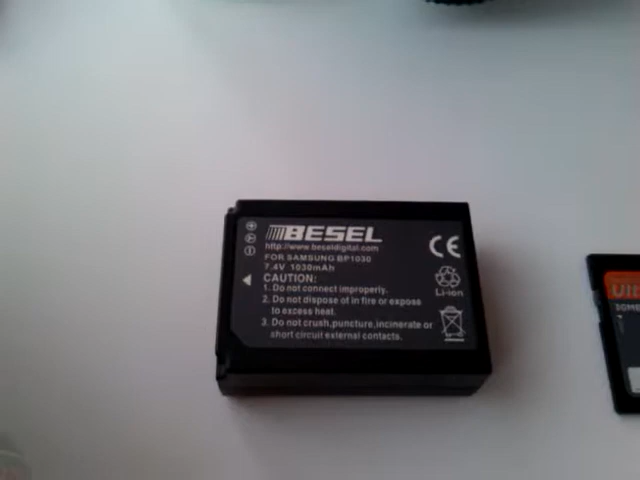 BESEL
http://www.beseldigital.com
FOR SAMSUNG BP1030
7.4V 1030mAh
CAUTION:
1. Do not connect improperly.
2. Do not dispose of in fire or expose
to excess heat.
3. Do not crush,puncture,incinerate or
short circuit external contacts.
CE
Li-ion
Ult
30MB